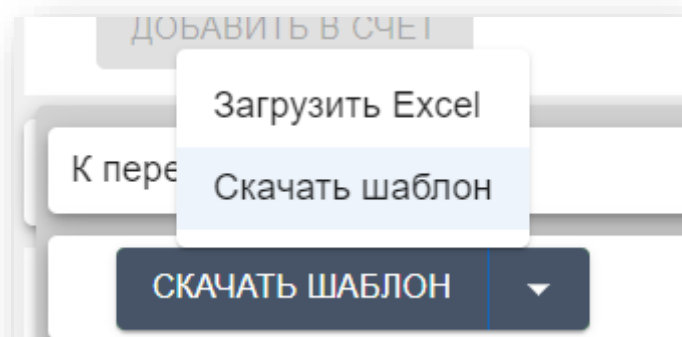 ДОБАВИТЬ В СЧЕТ
Загрузить Excel
К пере
Скачать шаблон
СКАЧАТЬ ШАБЛОН